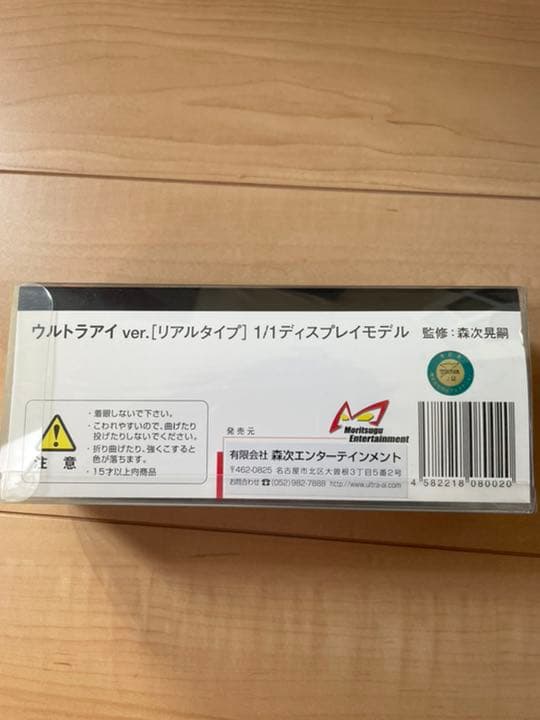 ウルトラアイ ver.[リアルタイプ] 1/1ディスプレイモデル 監修:森次晃嗣
注意
・着眼しないで下さい。
・こわれやすいので、曲げたり
投げたりしないでください。
・折り曲げたり、強くこすると
色が落ちます。
・15才以上向商品
発売元
Moritsugu
Entertainment
有限会社 森次エンターテインメント
〒462-0825 名古屋市北区大曽根3丁目5番2号
お問合わせ ☎(052)982-7888 http://www.ultra-ai.com/
4 582218 080020